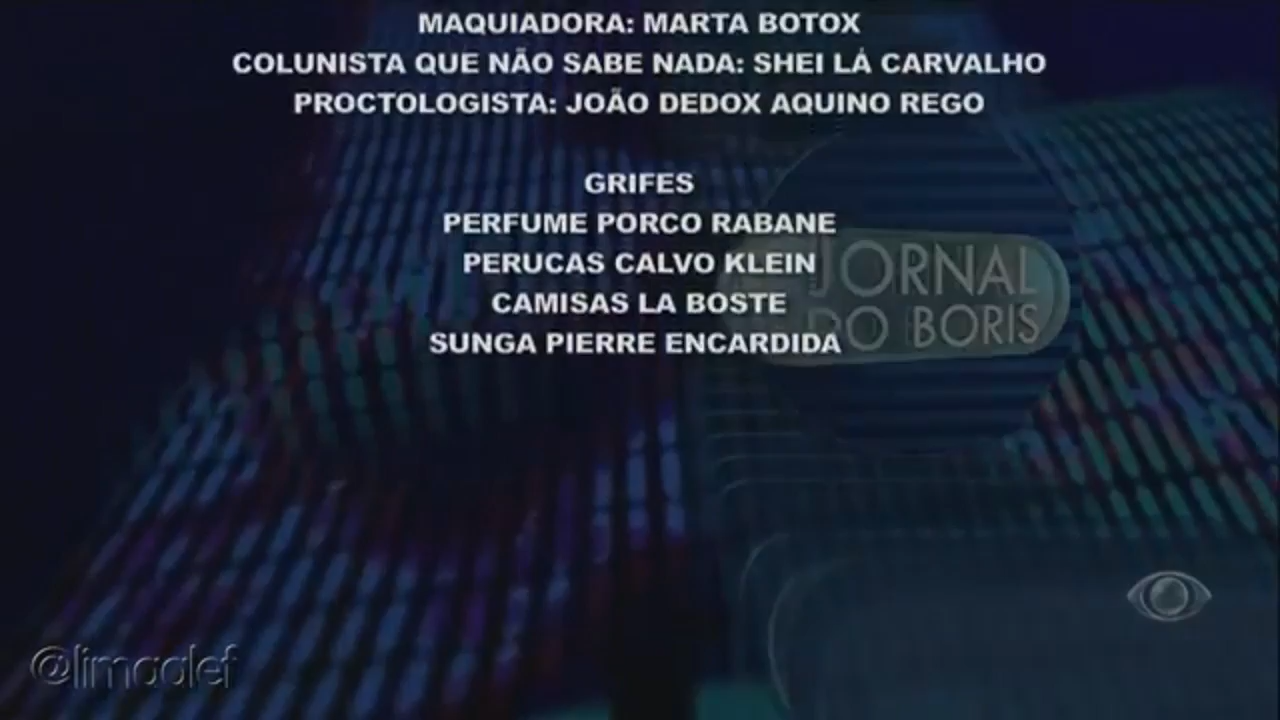 MAQUIADORA: MARTA BOTOX
COLUNISTA QUE NÃO SABE NADA: SHEI LÁ CARVALHO
PROCTOLOGISTA: JOÃO DEDOX AQUINO REGO
GRIFES
PERFUME PORCO RABANE
PERUCAS CALVO KLEIN
CAMISAS LA BOSTE
SUNGA PIERRE ENCARDIDA
JORNAL
DO BORIS
@limaalef